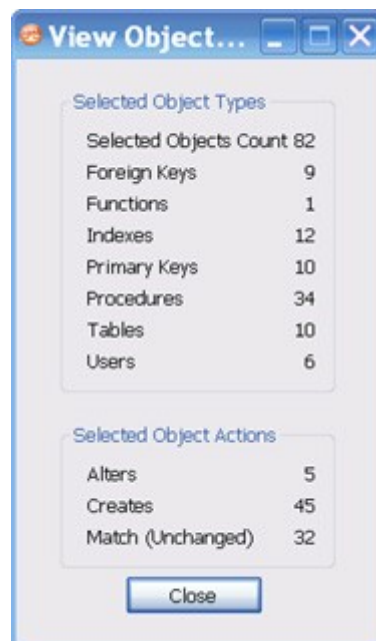 View Object...
Selected Object Types
Selected Objects Count 82
Foreign Keys 9
Functions 1
Indexes 12
Primary Keys 10
Procedures 34
Tables 10
Users 6
Selected Object Actions
Alters 5
Creates 45
Match (Unchanged) 32
Close